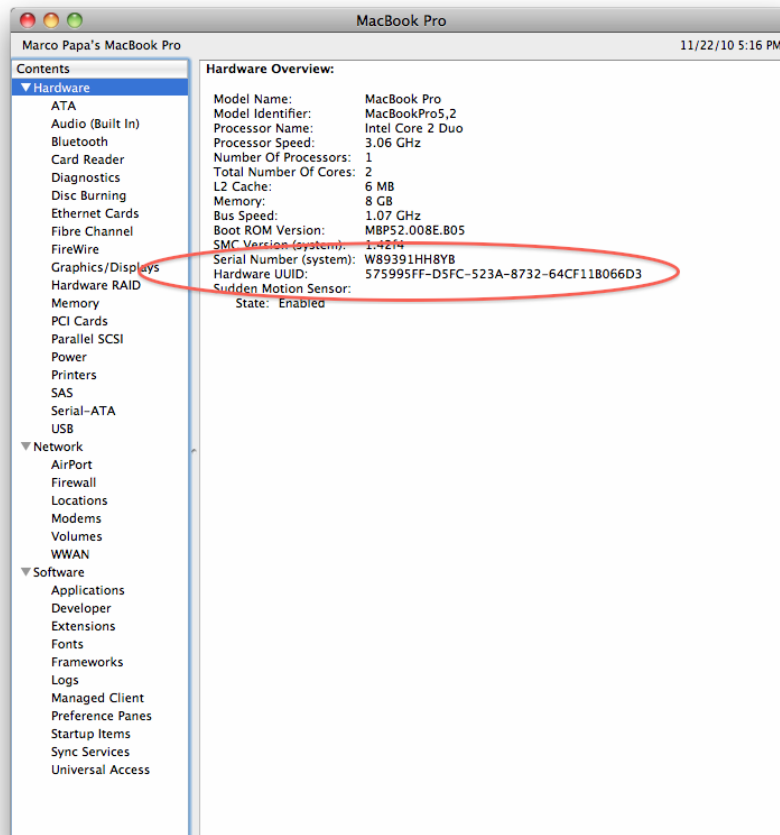 MacBook Pro
Marco Papa's MacBook Pro
11/22/10 5:16 PM
Contents
Hardware
ATA
Audio (Built In)
Bluetooth
Card Reader
Diagnostics
Disc Burning
Ethernet Cards
Fibre Channel
FireWire
Graphics/Displays
Hardware RAID
Memory
PCI Cards
Parallel SCSI
Power
Printers
SAS
Serial-ATA
USB
Network
AirPort
Firewall
Locations
Modems
Volumes
WWAN
Software
Applications
Developer
Extensions
Fonts
Frameworks
Logs
Managed Client
Preference Panes
Startup Items
Sync Services
Universal Access
Hardware Overview:
Model Name: MacBook Pro
Model Identifier: MacBookPro5,2
Processor Name: Intel Core 2 Duo
Processor Speed: 3.06 GHz
Number Of Processors: 1
Total Number Of Cores: 2
L2 Cache: 6 MB
Memory: 8 GB
Bus Speed: 1.07 GHz
Boot ROM Version: MBP52.008E.B05
SMC Version (system): 1.42f4
Serial Number (system): W89391HH8YB
Hardware UUID: 575995FF-D5FC-523A-8732-64CF11B066D3
Sudden Motion Sensor:
State: Enabled